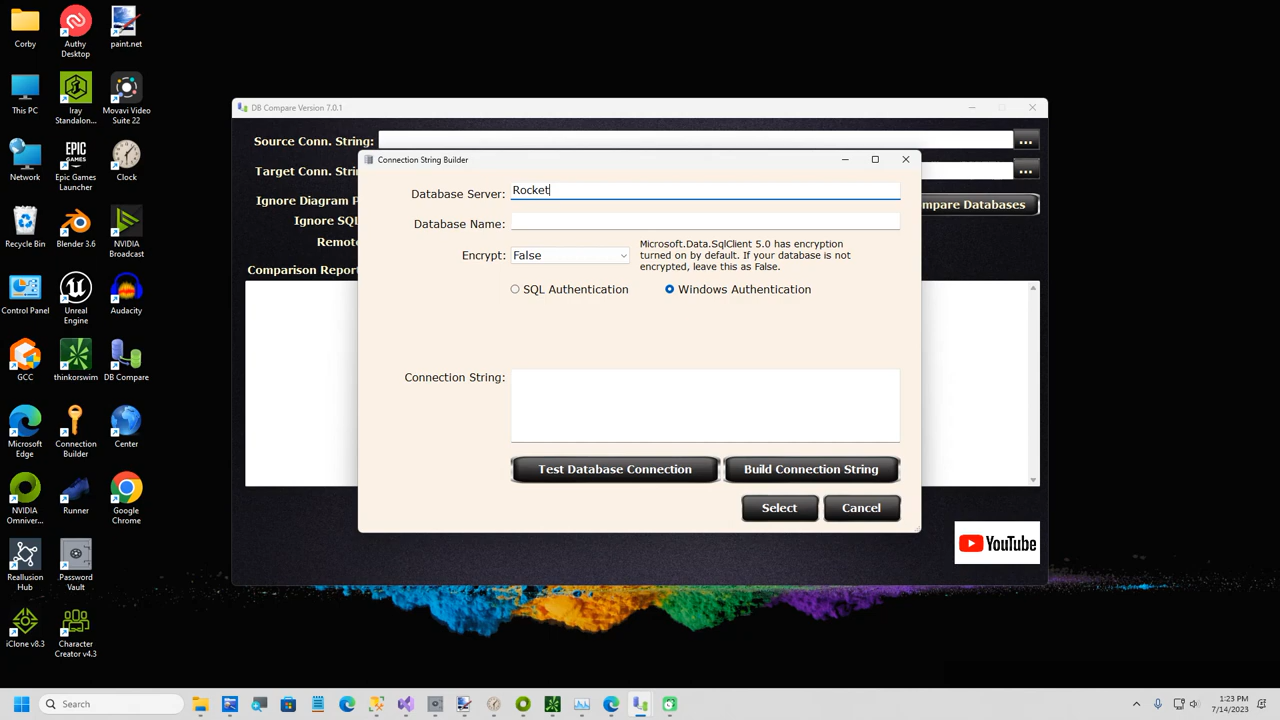 Corby
Authy
Desktop
paint.net
This PC
Iray
Standalon...
Movavi Video
Suite 22
Network
Epic Games
Launcher
Clock
EPIC
GAMES
Recycle Bin
Blender 3.6
NVIDIA
Broadcast
Control Panel
Unreal
Engine
Audacity
GCC
thinkorswim
DB Compare
Microsoft
Edge
Connection
Builder
Center
NVIDIA
Omniver...
Runner
Google
Chrome
Reallusion
Hub
Password
Vault
iClone v8.3
Character
Creator v4.3
DB Compare Version 7.0.1
Source Conn. String:
...
Target Conn. Stri
...
Ignore Diagram P
mpare Databases
Ignore SQL
Remot
Comparison Report
Connection String Builder
Database Server: Rocket
Database Name:
Encrypt: False
Microsoft.Data.SqlClient 5.0 has encryption
turned on by default. If your database is not
encrypted, leave this as False.
SQL Authentication
Windows Authentication
Connection String:
Test Database Connection
Build Connection String
Select
Cancel
YouTube
Search
1:23 PM
7/14/2023